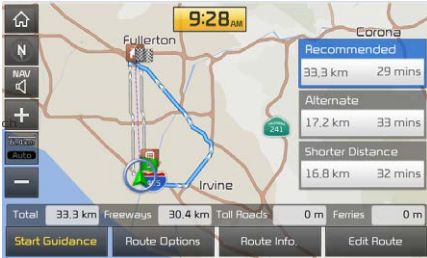 9:28 AM
Corona
Fullerton
Recommended
33.3 km 29 mins
N
NAV
Alternate
17.2 km 33 mins
241
Auto
Shorter Distance
16.8 km 32 mins
Irvine
Total 33.3 km Freeways 30.4 km Toll Roads 0 m Ferries 0 m
Start Guidance Route Options Route Info. Edit Route